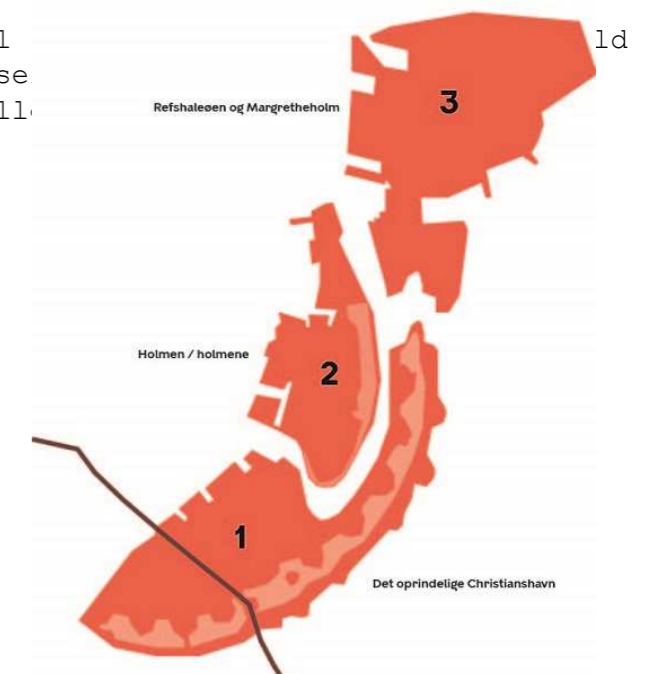 Refshaleøen og Margretheholm
3
Holmen / holmene
2
1
Det oprindelige Christianshavn